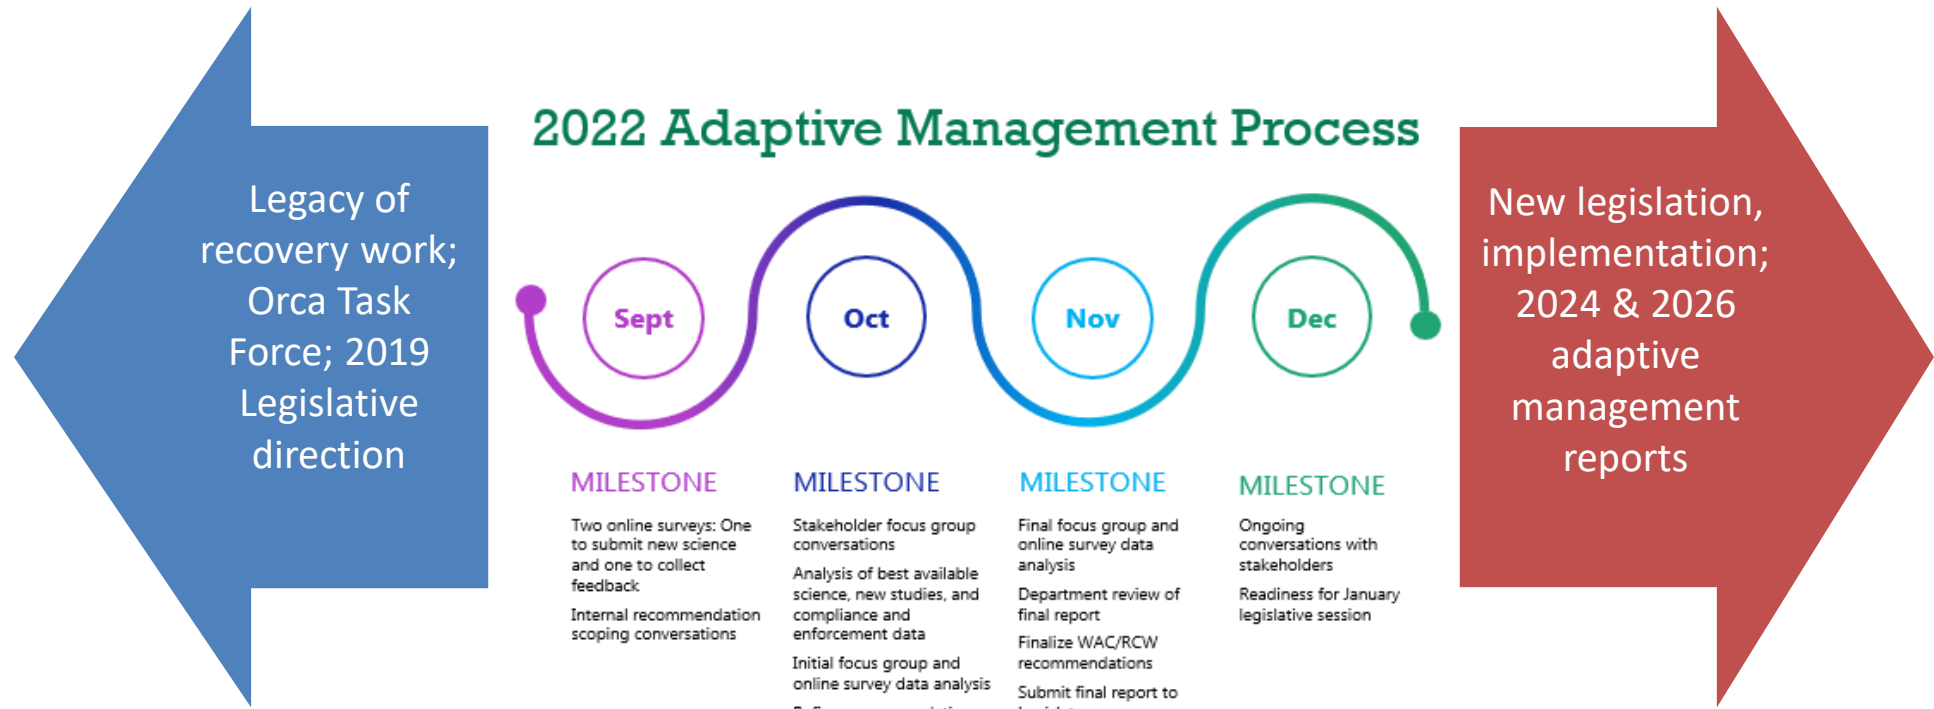 Legacy of
recovery work;
Orca Task
Force; 2019
Legislative
direction
2022 Adaptive Management Process
Sept
Oct
Nov
Dec
MILESTONE
Two online surveys: One
to submit new science
and one to collect
feedback
Internal recommendation
scoping conversations
MILESTONE
Stakeholder focus group
conversations
Analysis of best available
science, new studies, and
compliance and
enforcement data
Initial focus group and
online survey data analysis
MILESTONE
Final focus group and
online survey data
analysis
Department review of
final report
Finalize WAC/RCW
recommendations
Submit final report to
MILESTONE
Ongoing
conversations with
stakeholders
Readiness for January
legislative session
New legislation,
implementation;
2024 & 2026
adaptive
management
reports